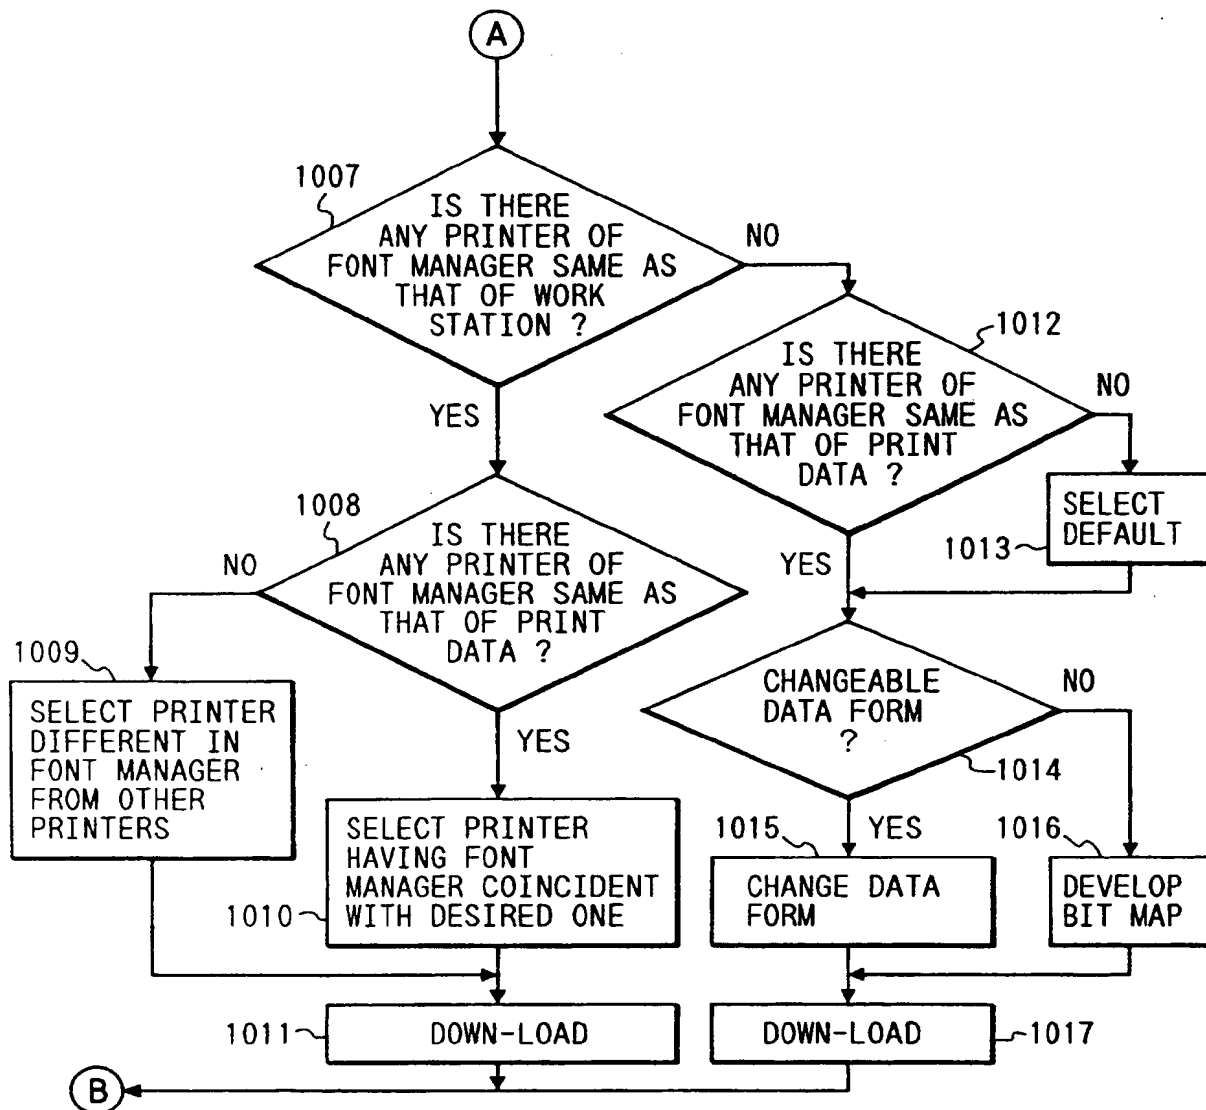 A
1007
IS THERE
ANY PRINTER OF
FONT MANAGER SAME AS
THAT OF WORK
STATION ?
NO
YES
1012
IS THERE
ANY PRINTER OF
FONT MANAGER SAME AS
THAT OF PRINT
DATA ?
NO
YES
SELECT
DEFAULT
1013
1008
IS THERE
ANY PRINTER OF
FONT MANAGER SAME AS
THAT OF PRINT
DATA ?
NO
YES
1009
SELECT PRINTER
DIFFERENT IN
FONT MANAGER
FROM OTHER
PRINTERS
SELECT PRINTER
HAVING FONT
MANAGER COINCIDENT
WITH DESIRED ONE
1010
CHANGEABLE
DATA FORM
?
NO
1014
YES
1015
CHANGE DATA
FORM
1016
DEVELOP
BIT MAP
1011
DOWN-LOAD
DOWN-LOAD
1017
B